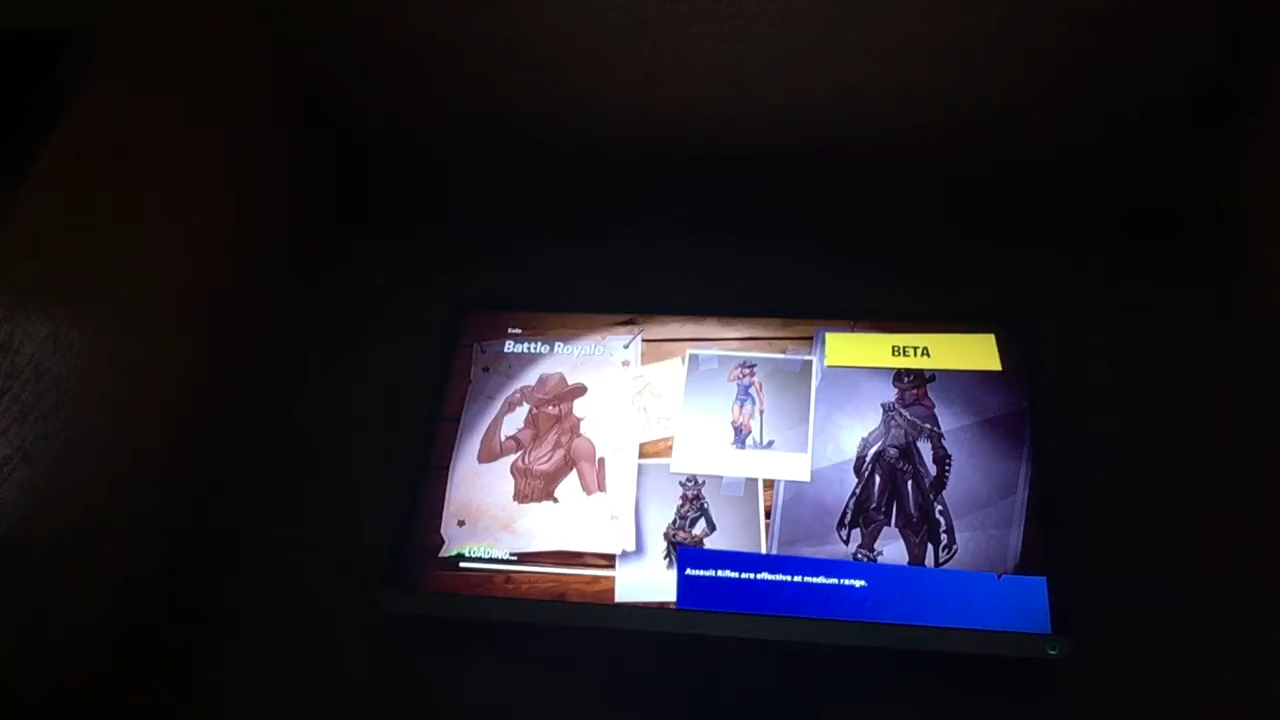 Solo
Battle Royale
BETA
LOADING...
Assault Rifles are effective at medium range.